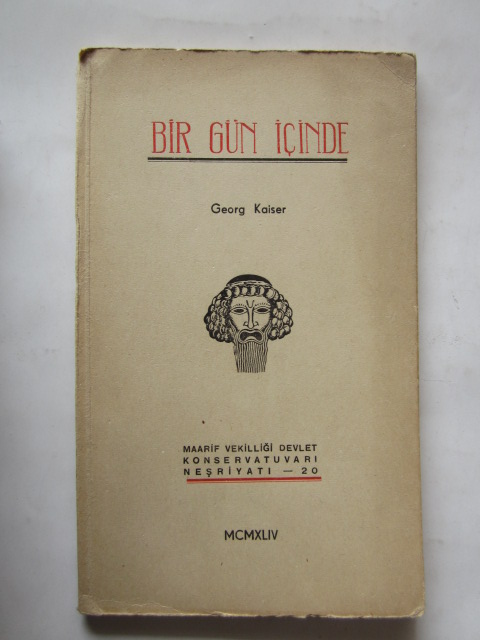 BİR GÜN İÇİNDE
Georg Kaiser
MAARİF VEKİLLİĞİ DEVLET
KONSERVATUVARI
NEŞRİYATI — 20
MCMXLIV